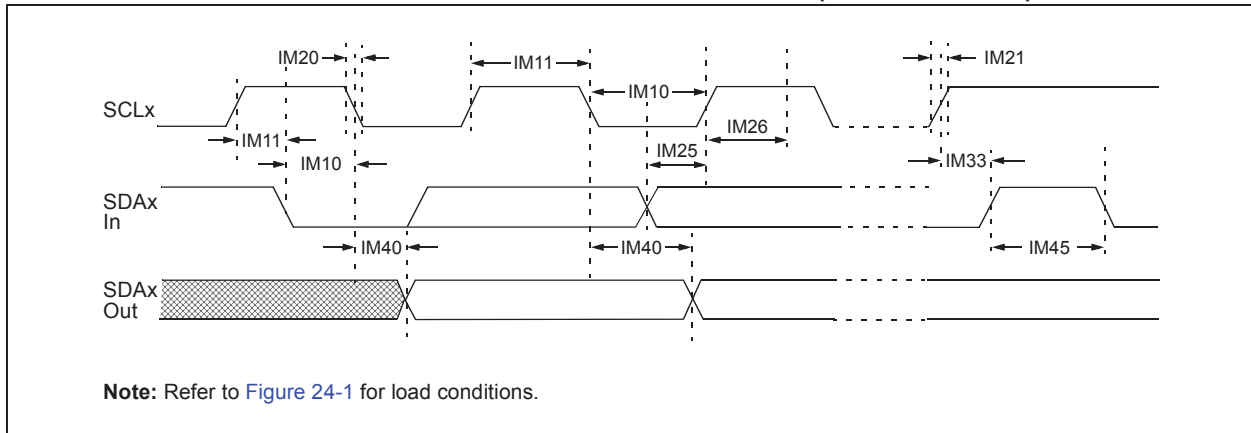 IM20
IM11
IM21
IM10
SCLx
IM11
IM26
IM10
IM25
IM33
SDAx
In
IM40
IM40
IM45
SDAx
Out
Note: Refer to Figure 24-1 for load conditions.